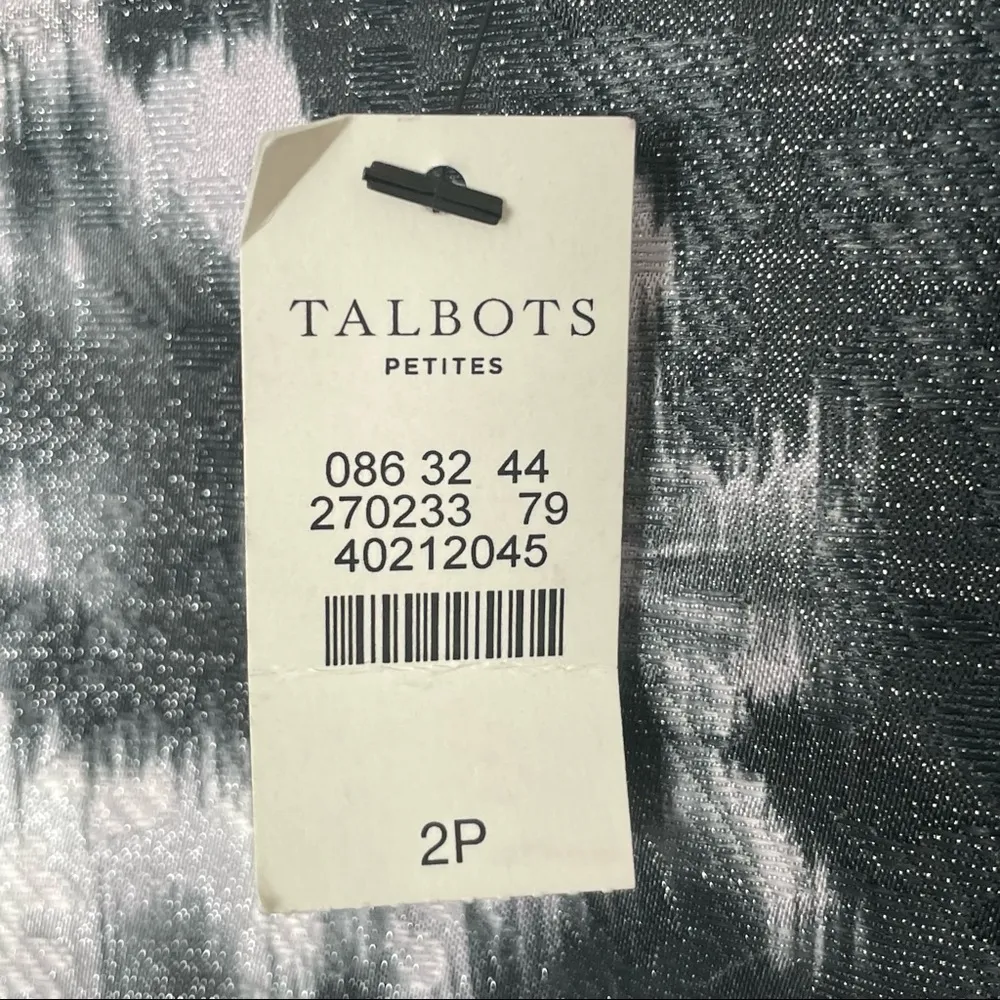 TALBOTS
PETITES
086 32 44
270233 79
40212045
2P